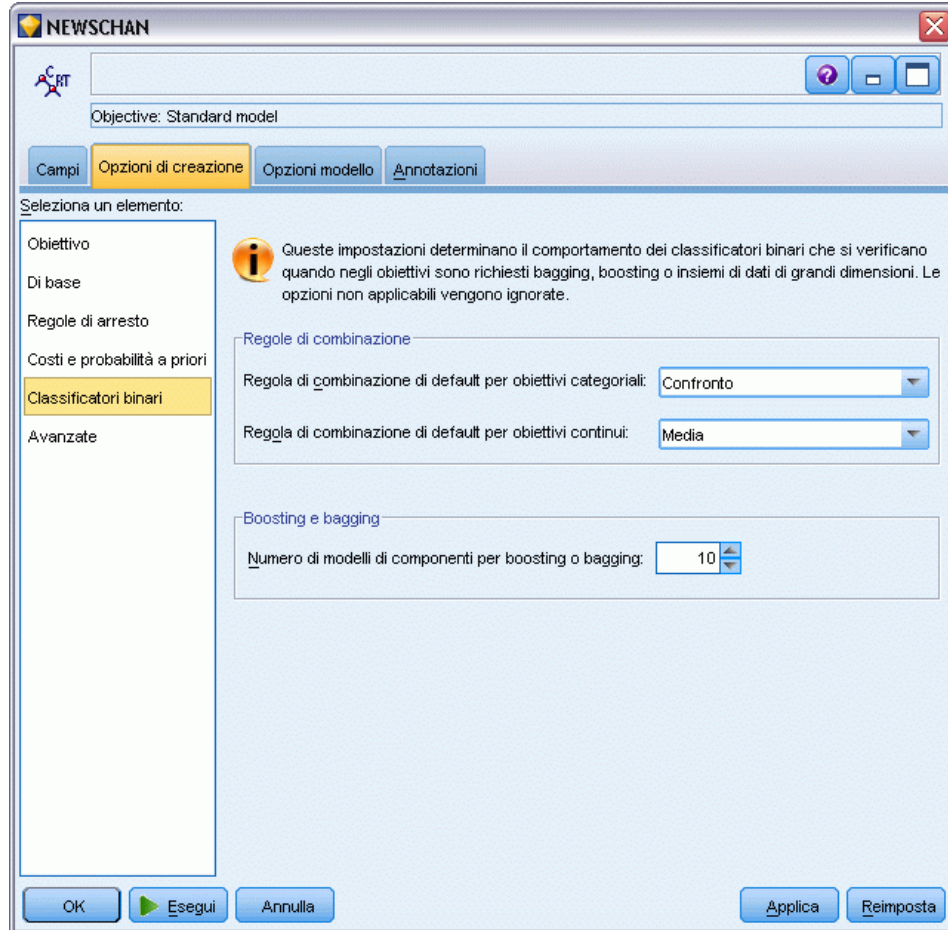 NEWSCHAN
C RT
Objective: Standard model
Campi
Opzioni di creazione
Opzioni modello
Annotazioni
Seleziona un elemento:
Obiettivo
Di base
Regole di arresto
Costi e probabilità a priori
Classificatori binari
Avanzate
Queste impostazioni determinano il comportamento dei classificatori binari che si verificano
quando negli obiettivi sono richiesti bagging, boosting o insiemi di dati di grandi dimensioni. Le
opzioni non applicabili vengono ignorate.
Regole di combinazione
Regola di combinazione di default per obiettivi categoriali: Confronto
Regola di combinazione di default per obiettivi continui: Media
Boosting e bagging
Numero di modelli di componenti per boosting o bagging: 10
OK
Esegui
Annulla
Applica
Reimposta